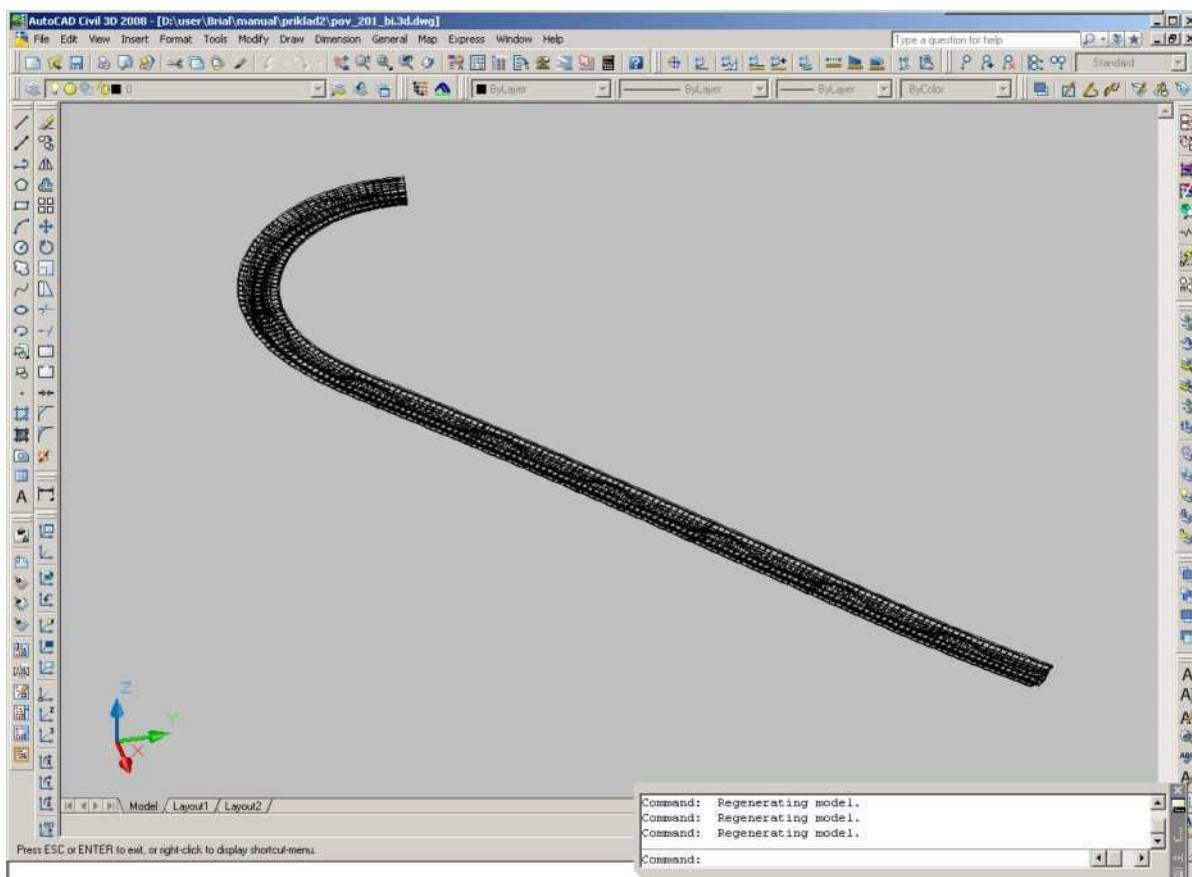 AutoCAD Civil 3D 2008 - [D:\user\Brial\manual\priklad2\pov_201_bi.3d.dwg]
File Edit View Insert Format Tools Modify Draw Dimension General Map Express Window Help
Type a question for help
Standard
0
ByLayer
ByLayer
ByLayer
ByColor
Z
Y
X
Model / Layout1 / Layout2 /
Command: Regenerating model.
Command: Regenerating model.
Command: Regenerating model.
Command:
Press ESC or ENTER to exit, or right-click to display shortcut-menu.